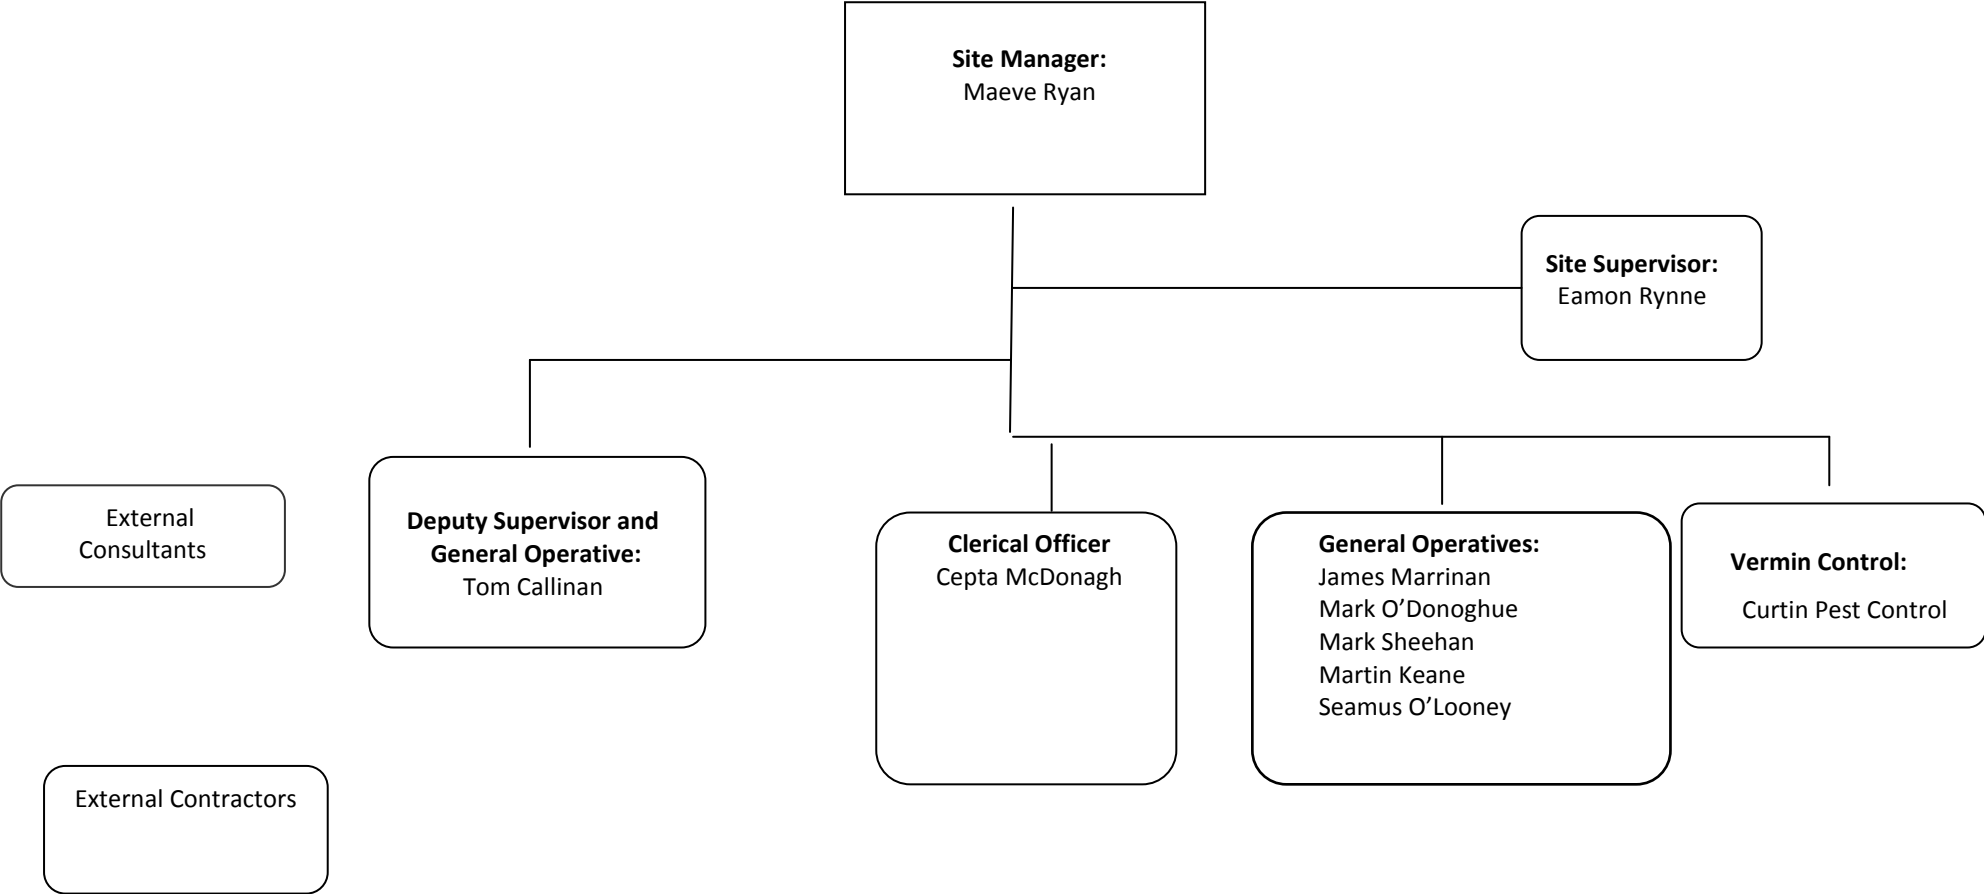 Site Manager:
Maeve Ryan
Site Supervisor:
Eamon Rynne
External
Consultants
Deputy Supervisor and
General Operative:
Tom Callinan
Clerical Officer
Cepta McDonagh
General Operatives:
James Marrinan
Mark O’Donoghue
Mark Sheehan
Martin Keane
Seamus O’Looney
Vermin Control:
Curtin Pest Control
External Contractors